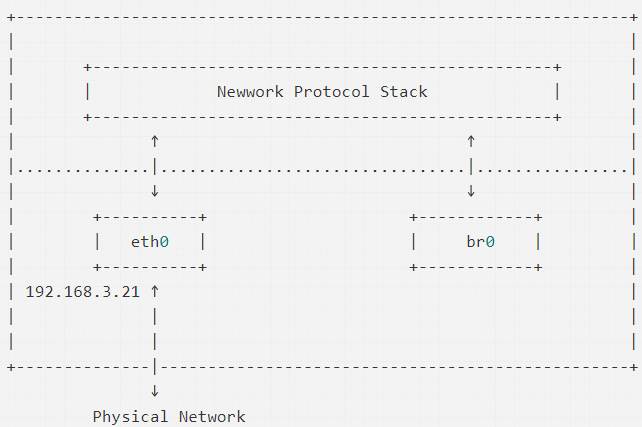 Newwork Protocol Stack
eth0 br0
192.168.3.21
Physical Network